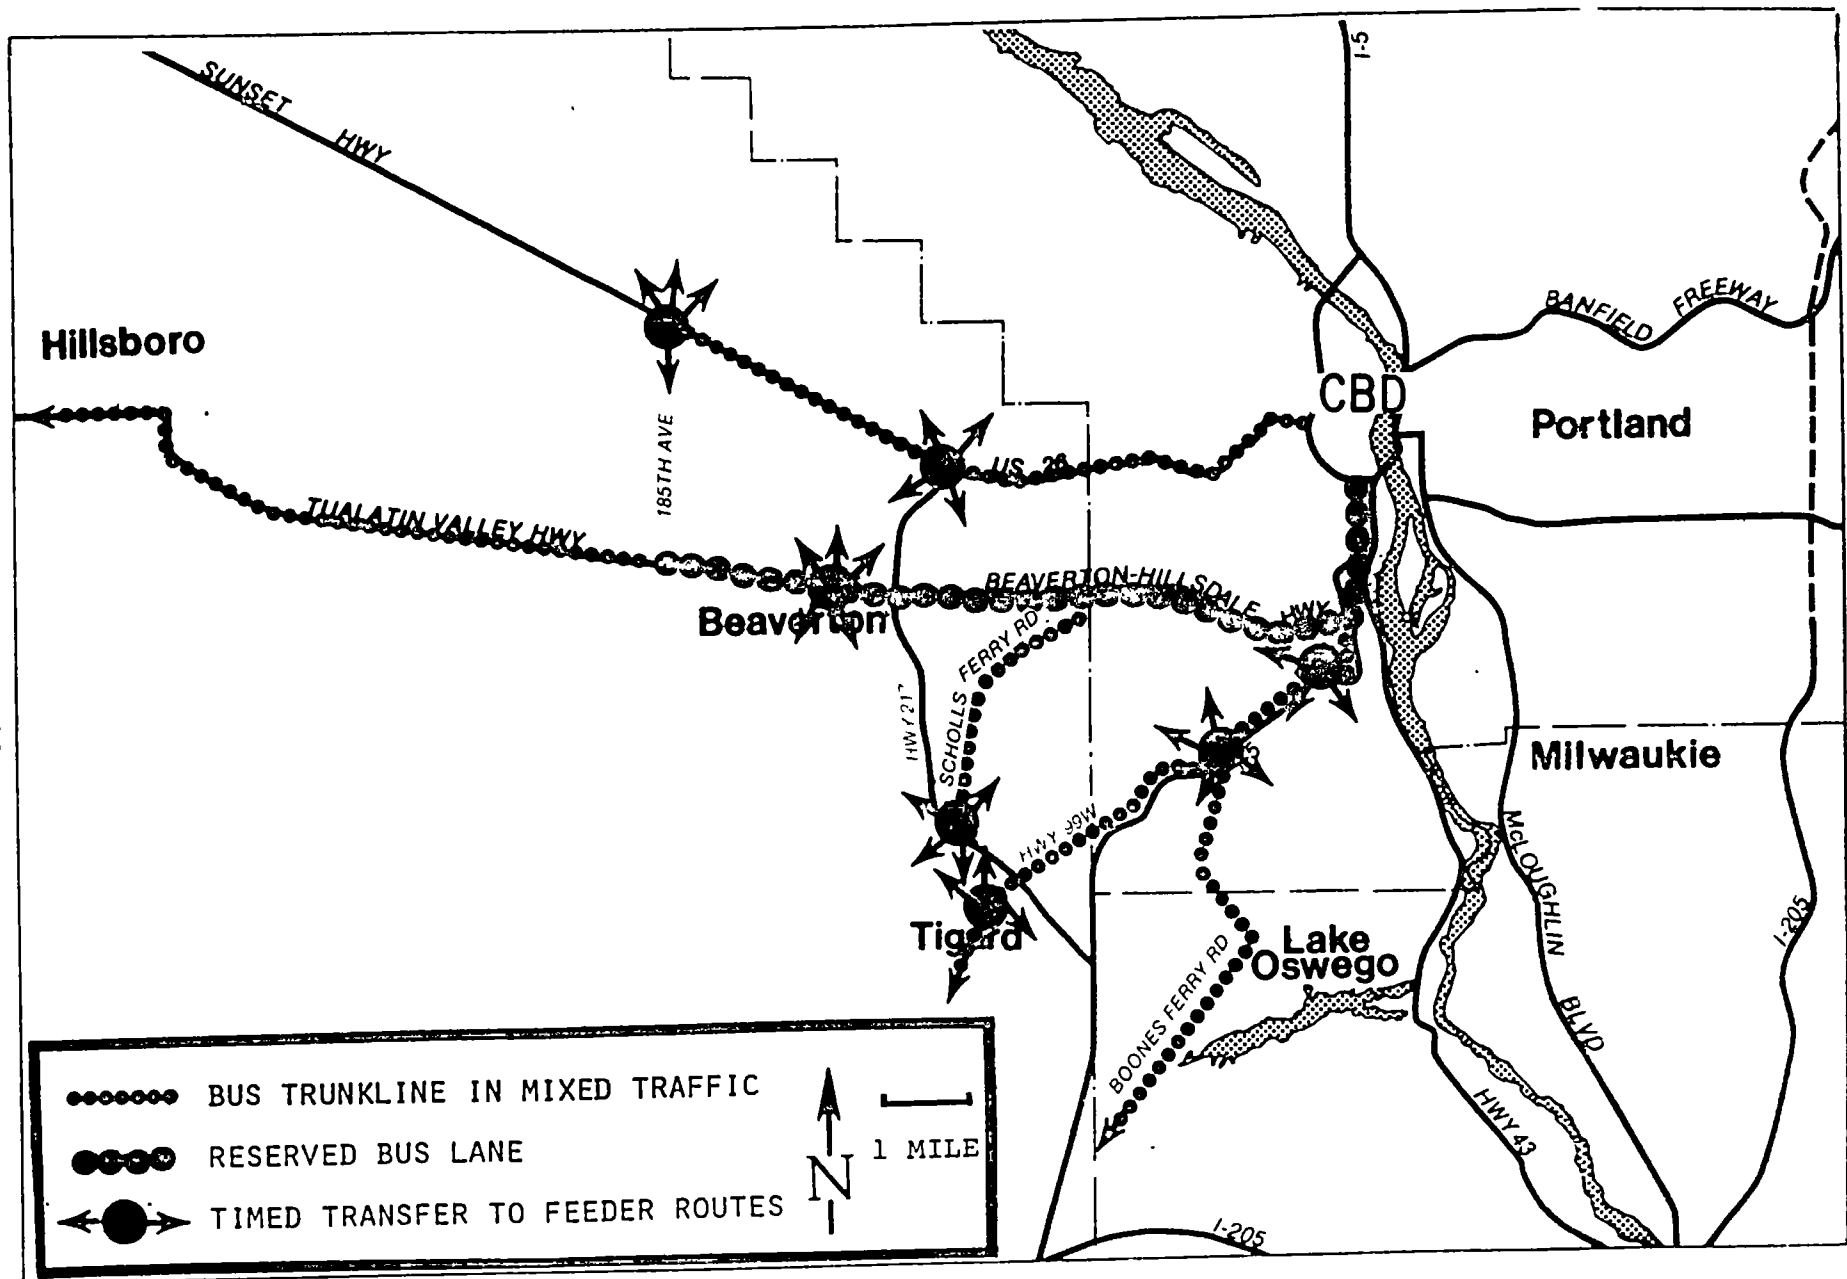 I-5
SUNSET
HWY
BANFIELD
FREEWAY
Hillsboro
CBD
Portland
185TH AVE
US 26
TUALATIN VALLEY HWY
BEAVERTON-HILLSDALE HWY
Beaverton
SCHOLLS FERRY RD
HWY 217
HWY 99W
Milwaukie
McLOUGHLIN
BLVD
Tigard
Lake
Oswego
BOONES FERRY RD
I-205
HWY 43
I-205
BUS TRUNKLINE IN MIXED TRAFFIC
RESERVED BUS LANE
TIMED TRANSFER TO FEEDER ROUTES
N
1 MILE